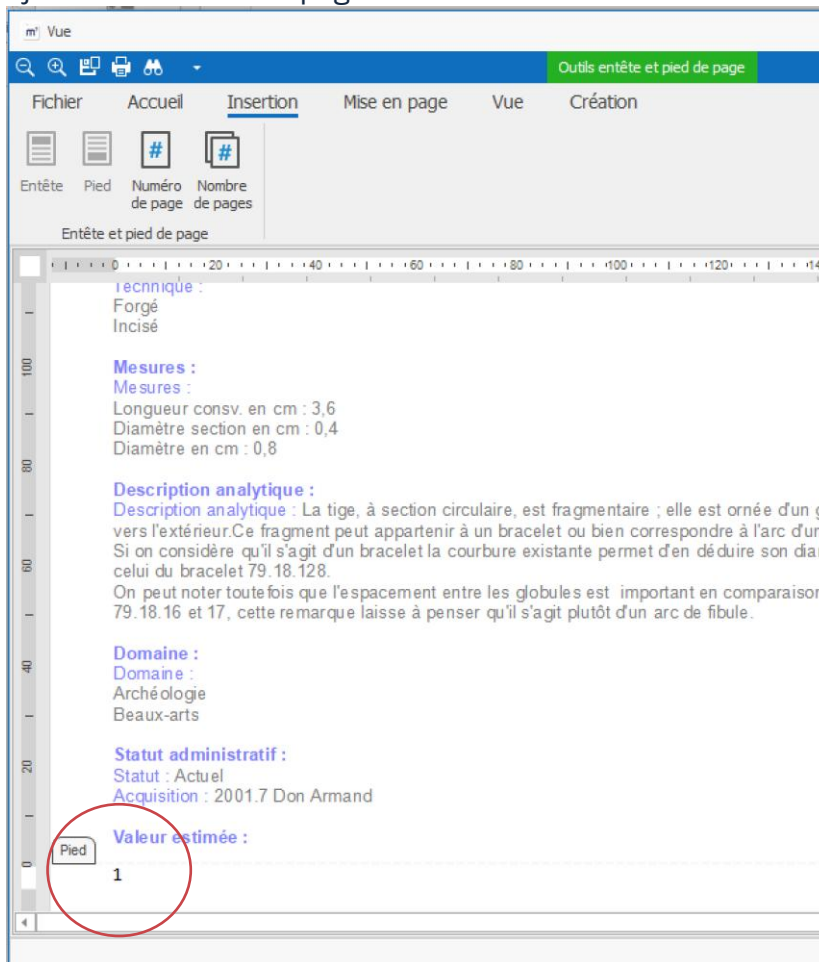 m' Vue
Outils entête et pied de page
Fichier Accueil Insertion Mise en page Vue Création
# #
Entête Pied Numéro de page Nombre de pages
Entête et pied de page
0 20 40 60 80 100 120 14
Technique :
Forgé
Incisé
100
Mesures :
Mesures :
Longueur consv. en cm : 3,6
Diamètre section en cm : 0,4
Diamètre en cm : 0,8
80
Description analytique :
Description analytique : La tige, à section circulaire, est fragmentaire ; elle est ornée d'un g
vers l'extérieur.Ce fragment peut appartenir à un bracelet ou bien correspondre à l'arc d'un
Si on considère qu'il s'agit d'un bracelet la courbure existante permet d'en déduire son dia
60
celui du bracelet 79.18.128.
On peut noter toutefois que l'espacement entre les globules est important en comparaison
79.18.16 et 17, cette remarque laisse à penser qu'il s'agit plutôt d'un arc de fibule.
Domaine :
40
Domaine :
Archéologie
Beaux-arts
Statut administratif :
20
Statut : Actuel
Acquisition : 2001.7 Don Armand
Valeur estimée :
Pied
0
1